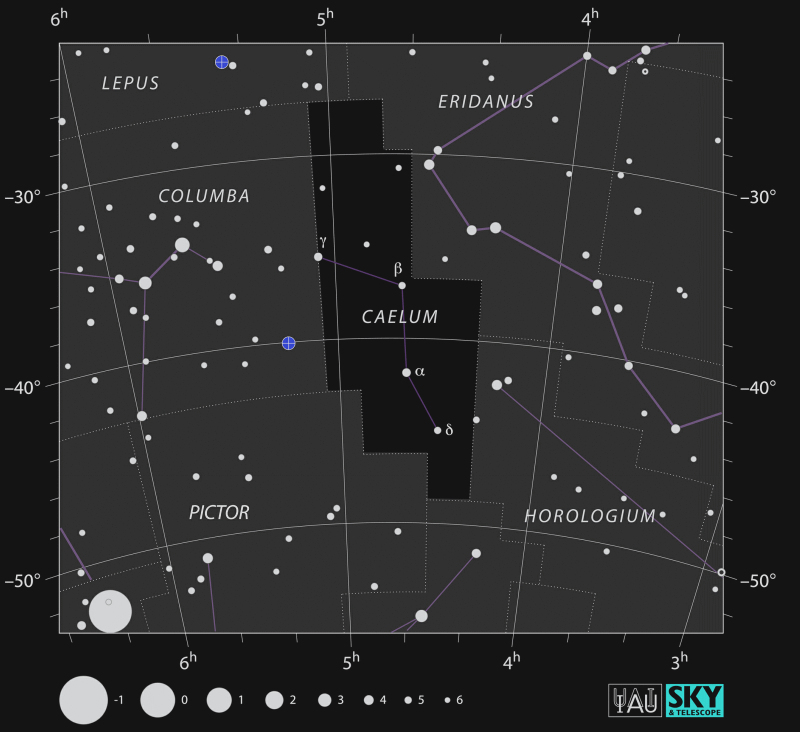 6h 5h 4h
LEPUS
ERIDANUS
–30° –30°
COLUMBA
γ
β
CAELUM
α
–40° –40°
δ
PICTOR
HOROLOGIUM
–50° –50°
6h 5h 4h 3h
-1 0 1 2 3 4 5 6
UAI
IAU
SKY
& TELESCOPE